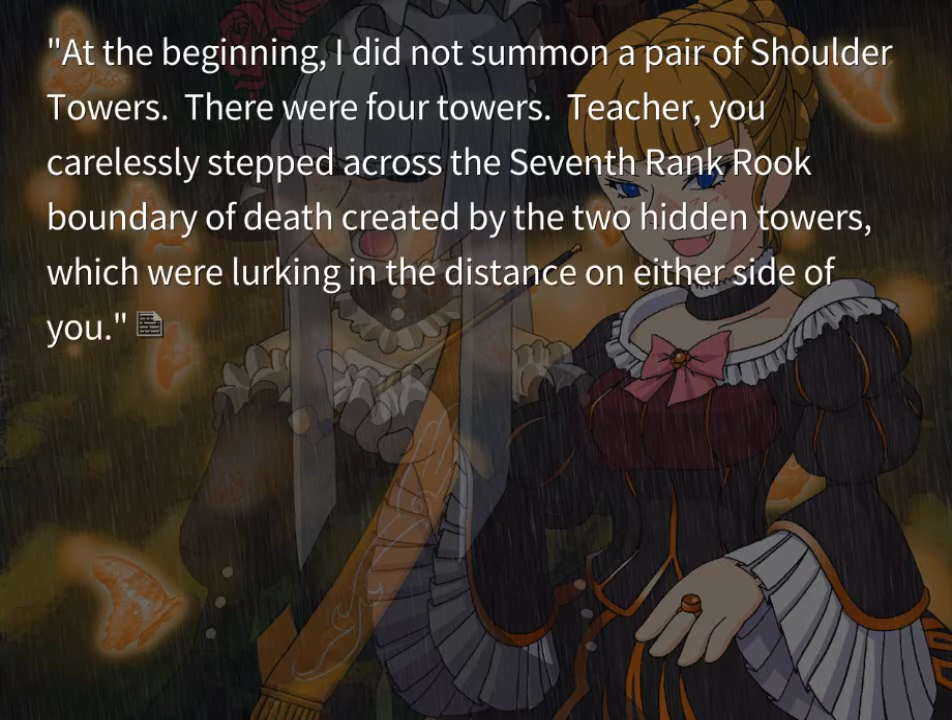 "At the beginning, I did not summon a pair of Shoulder
Towers.  There were four towers.  Teacher, you
carelessly stepped across the Seventh Rank Rook
boundary of death created by the two hidden towers,
which were lurking in the distance on either side of
you."